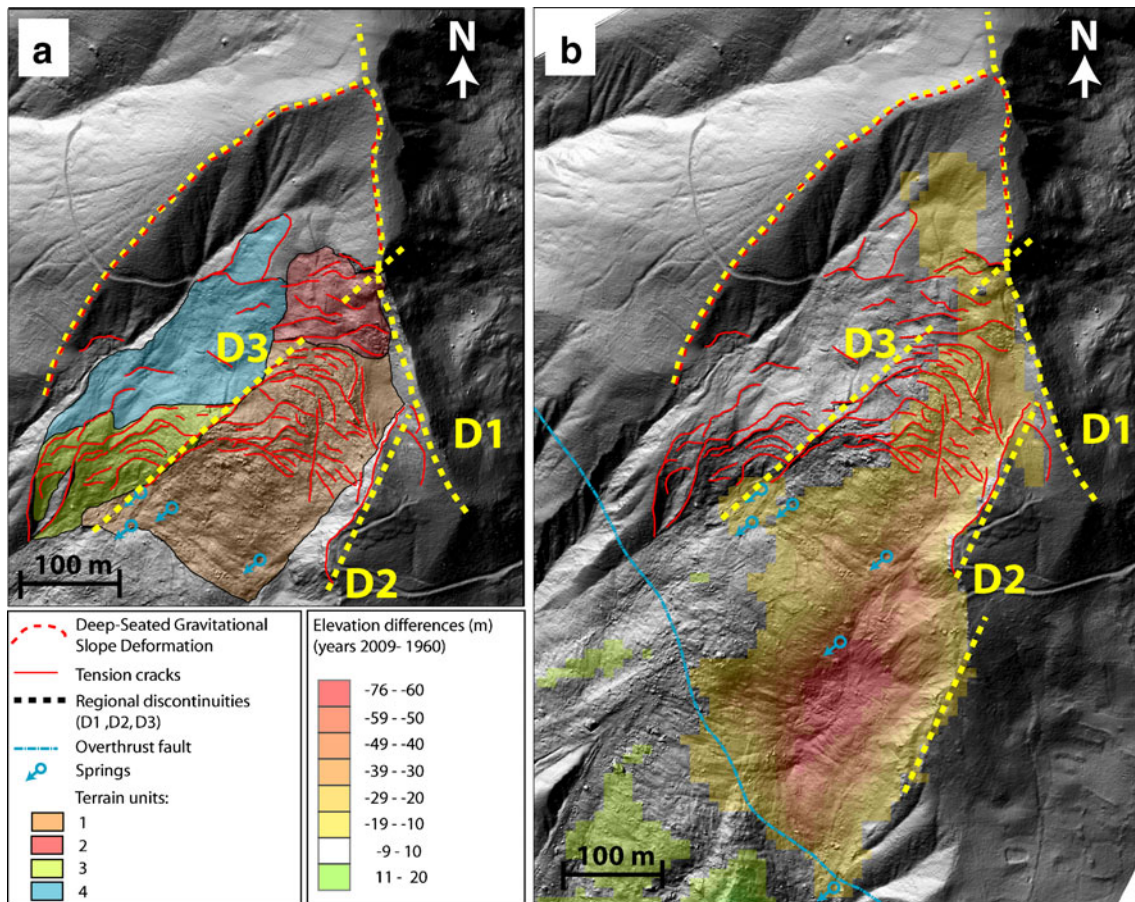 a
N
D3
D1
D2
100 m
b
N
D3
D1
D2
100 m
Deep-Seated Gravitational
Slope Deformation
Tension cracks
Regional discontinuities
(D1 ,D2, D3)
Overthrust fault
Springs
Terrain units:
1
2
3
4
Elevation differences (m)
(years 2009- 1960)
-76 - -60
-59 - -50
-49 - -40
-39 - -30
-29 - -20
-19 - -10
-9 - 10
11 - 20